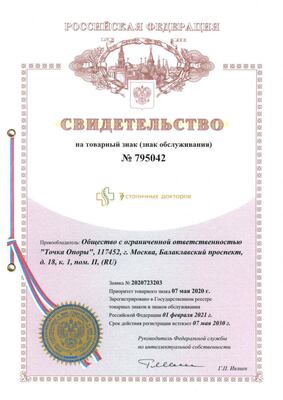 РОССИЙСКАЯ ФЕДЕРАЦИЯ
СВИДЕТЕЛЬСТВО
на товарный знак (знак обслуживания)
№ 795042
СТОЛИЧНЫХ ДОКТОРОВ
Правообладатель: Общество с ограниченной ответственностью
"Точка Опоры", 117452, г. Москва, Балаклавский проспект,
д. 18, к. 1, пом. II, (RU)
Заявка № 2020723203
Приоритет товарного знака 07 мая 2020 г.
Зарегистрировано в Государственном реестре
товарных знаков и знаков обслуживания
Российской Федерации 01 февраля 2021 г.
Срок действия регистрации истекает 07 мая 2030 г.
Руководитель Федеральной службы
по интеллектуальной собственности
Г.П. Ивлиев